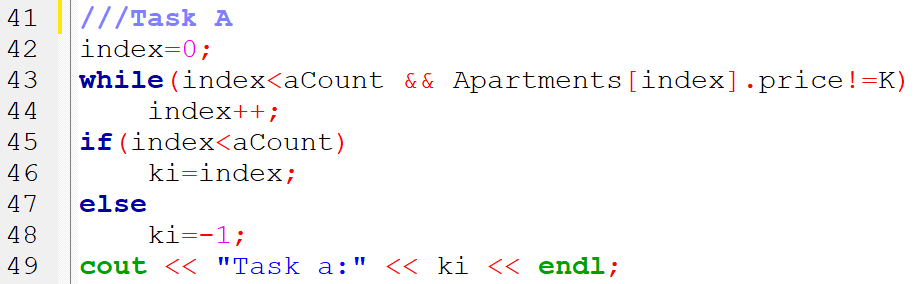 41 ///Task A
42 index=0;
43 while(index<aCount && Apartments[index].price!=K)
44 index++;
45 if(index<aCount)
46 ki=index;
47 else
48 ki=-1;
49 cout << "Task a:" << ki << endl;